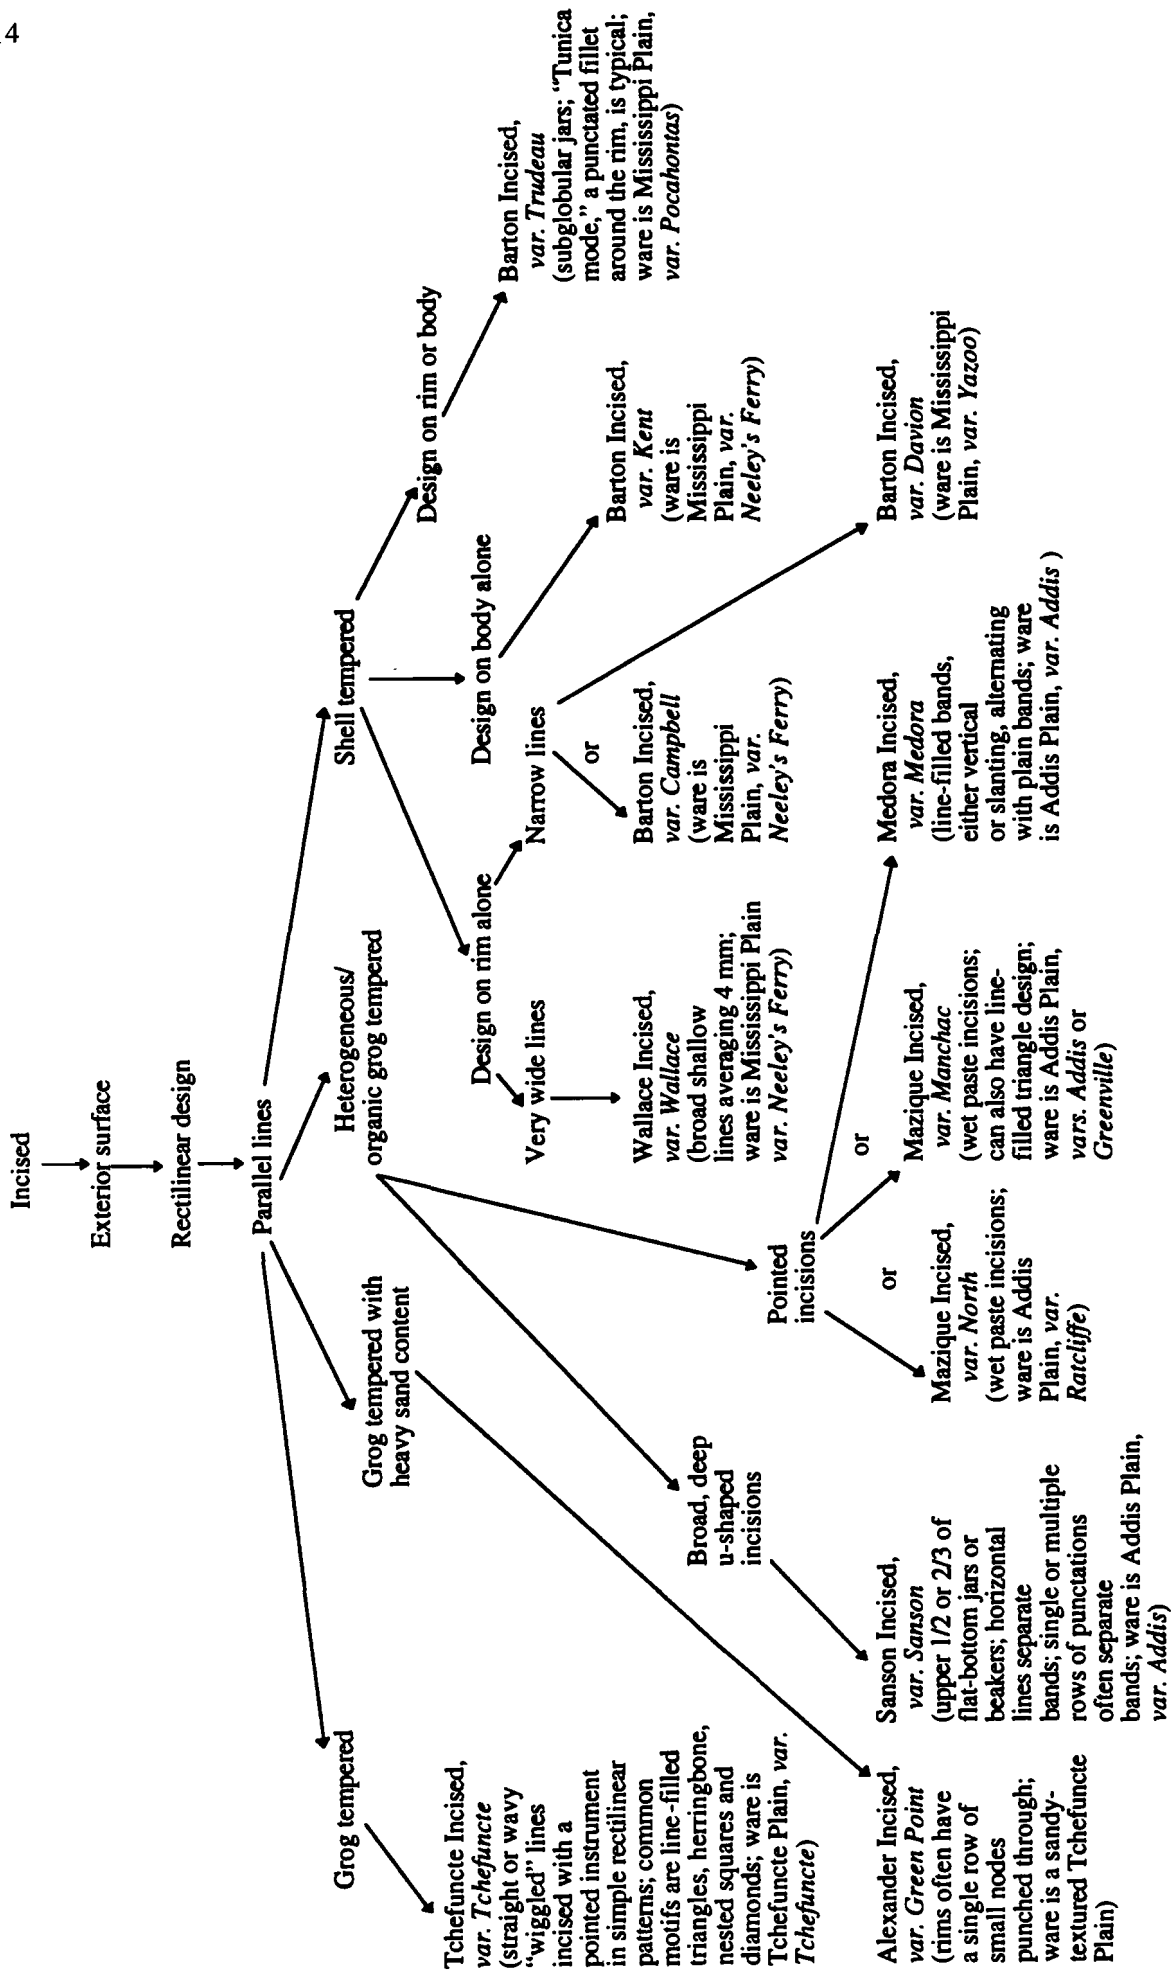 14
Incised
Exterior surface
Rectilinear design
Parallel lines
Grog tempered
Grog tempered with
heavy sand content
Heterogeneous/
organic grog tempered
Shell tempered
Design on rim or body
Tchefuncte Incised,
var. Tchefuncte
(straight or wavy
“wiggled” lines
incised with a
pointed instrument
in simple rectilinear
patterns; common
motifs are line-filled
triangles, herringbone,
nested squares and
diamonds; ware is
Tchefuncte Plain, var.
Tchefuncte)
Design on rim alone
Design on body alone
Barton Incised,
var. Trudeau
(subglobular jars; “Tunica
mode,” a punctated fillet
around the rim, is typical;
ware is Mississippi Plain,
var. Pocahontas)
Very wide lines
Narrow lines
or
Wallace Incised,
var. Wallace
(broad shallow
lines averaging 4 mm;
ware is Mississippi Plain
var. Neeley's Ferry)
Barton Incised,
var. Campbell
(ware is
Mississippi
Plain, var.
Neeley's Ferry)
Barton Incised,
var. Kent
(ware is
Mississippi
Plain, var.
Neeley's Ferry)
Broad, deep
u-shaped
incisions
Pointed
incisions
or
or
Alexander Incised,
var. Green Point
(rims often have
a single row of
small nodes
punched through;
ware is a sandy-
textured Tchefuncte
Plain)
Sanson Incised,
var. Sanson
(upper 1/2 or 2/3 of
flat-bottom jars or
beakers; horizontal
lines separate
bands; single or multiple
rows of punctations
often separate
bands; ware is Addis Plain,
var. Addis)
Mazique Incised,
var. North
(wet paste incisions;
ware is Addis
Plain, var.
Ratcliffe)
Mazique Incised,
var. Manchac
(wet paste incisions;
can also have line-
filled triangle design;
ware is Addis Plain,
vars. Addis or
Greenville)
Medora Incised,
var. Medora
(line-filled bands,
either vertical
or slanting, alternating
with plain bands; ware
is Addis Plain, var. Addis )
Barton Incised,
var. Davion
(ware is Mississippi
Plain, var. Yazoo)